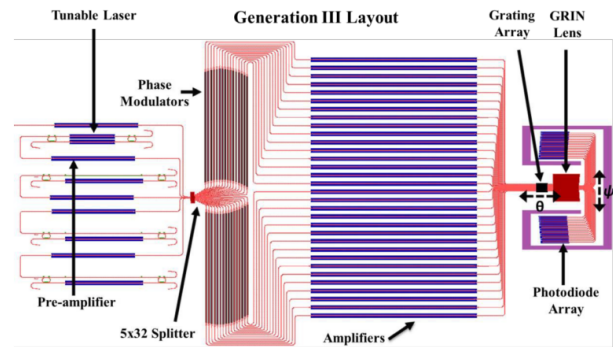 Generation III Layout
Tunable Laser
Grating
Array
GRIN
Lens
Phase
Modulators
θ
ψ
Pre-amplifier
5x32 Splitter
Amplifiers
Photodiode
Array